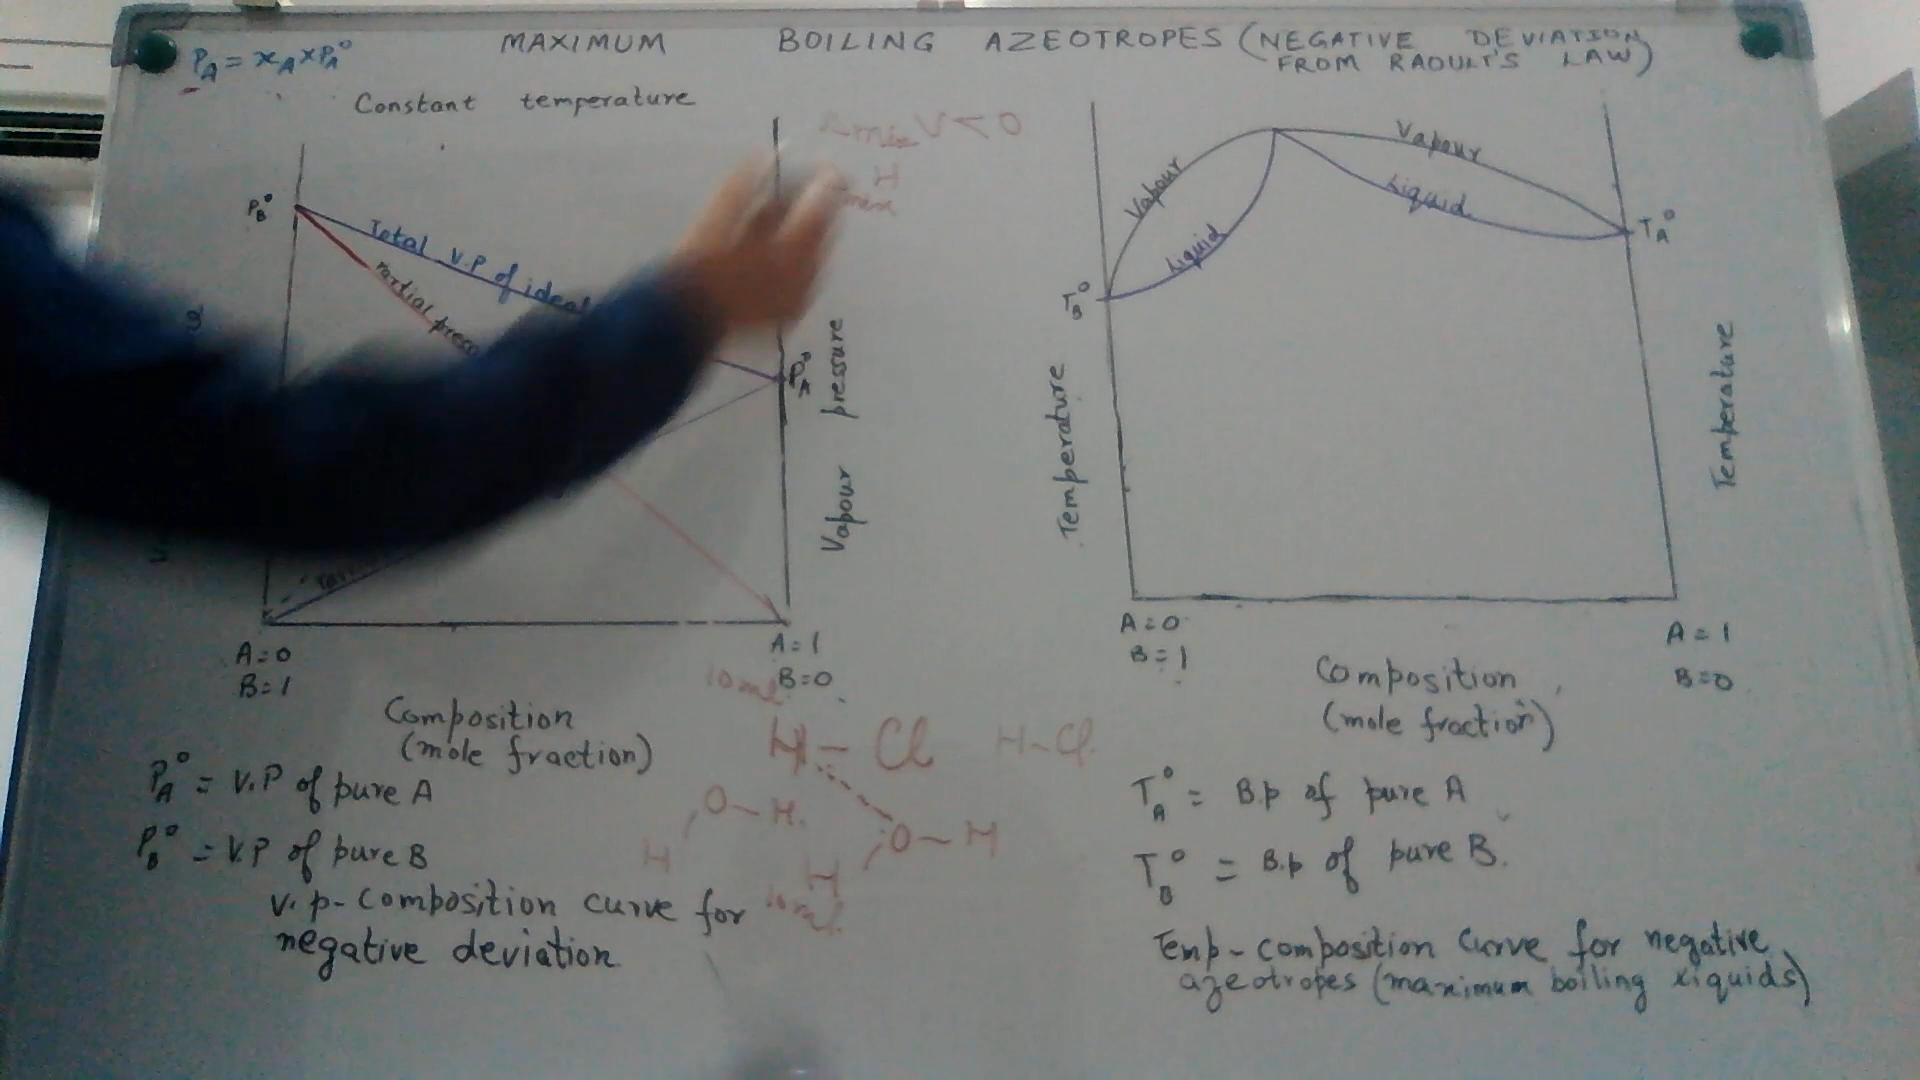 P_A = x_A x P_A°
MAXIMUM BOILING AZEOTROPES (NEGATIVE DEVIATION
FROM RAOULT'S LAW)
Constant temperature
mix V < 0
H
mix
P_B°
Total V.P of ideal
Partial press
P_A°
Vapour pressure
A=0
B=1
A=1
B=0
Composition
(mole fraction)
P_A° = V.P of pure A
P_B° = V.P of pure B
V.p-Composition curve for
negative deviation
10ml
H-Cl H-Cl
O-H
H
O-H
H
10ml
Vapour
Liquid
Vapour
Liquid
T_B°
T_A°
Temperature
Temperature
A=0
B=1
A=1
B=0
Composition
(mole fraction)
T_A° = B.p of pure A
T_B° = B.p of pure B.
Temp-composition Curve for negative
azeotropes (maximum boiling liquids)